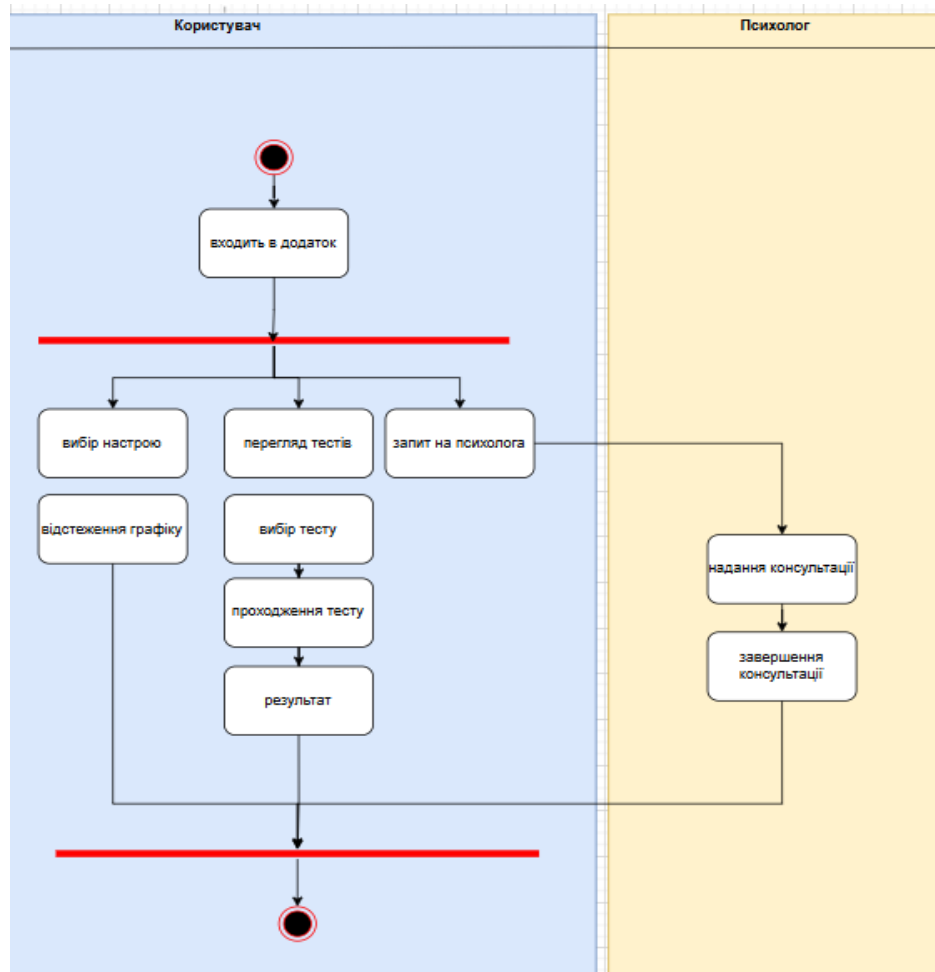 Користувач
Психолог
входить в додаток
вибір настрою
перегляд тестів
запит на психолога
відстеження графіку
вибір тесту
надання консультації
проходження тесту
завершення
консультації
результат